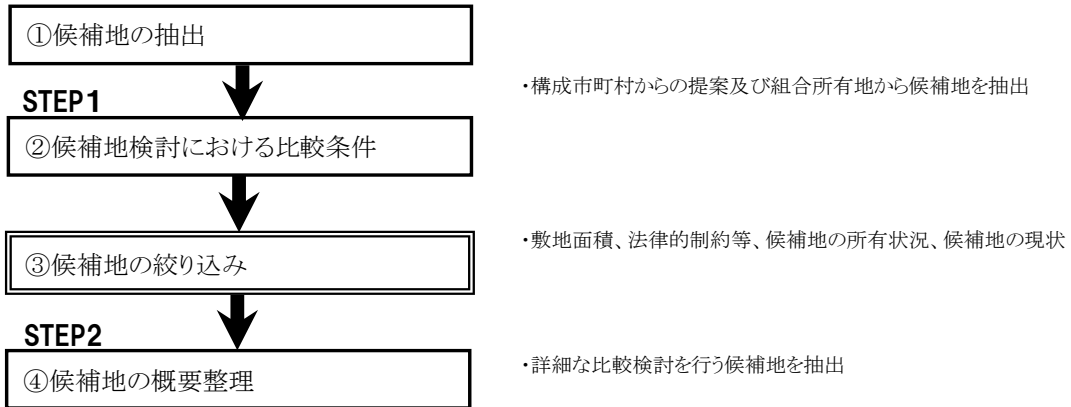 ①候補地の抽出
・構成市町村からの提案及び組合所有地から候補地を抽出
STEP1
②候補地検討における比較条件
・敷地面積、法律的制約等、候補地の所有状況、候補地の現状
③候補地の絞り込み
STEP2
・詳細な比較検討を行う候補地を抽出
④候補地の概要整理